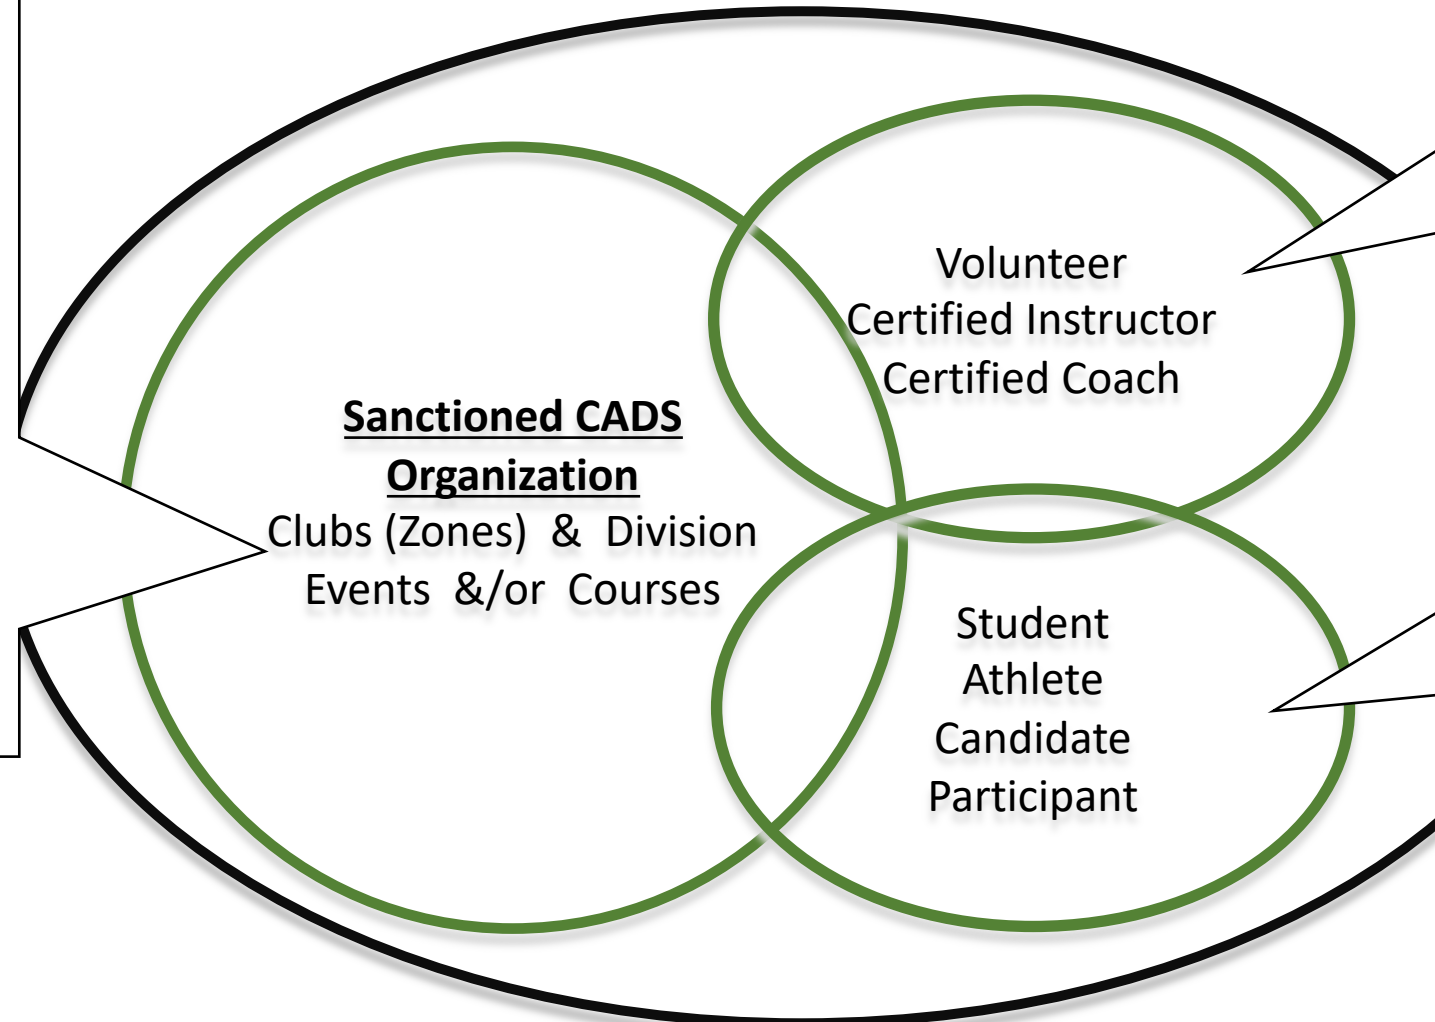 Volunteer
Certified Instructor
Certified Coach
Sanctioned CADS
Organization
Clubs (Zones) & Division
Events &/or Courses
Student
Athlete
Candidate
Participant